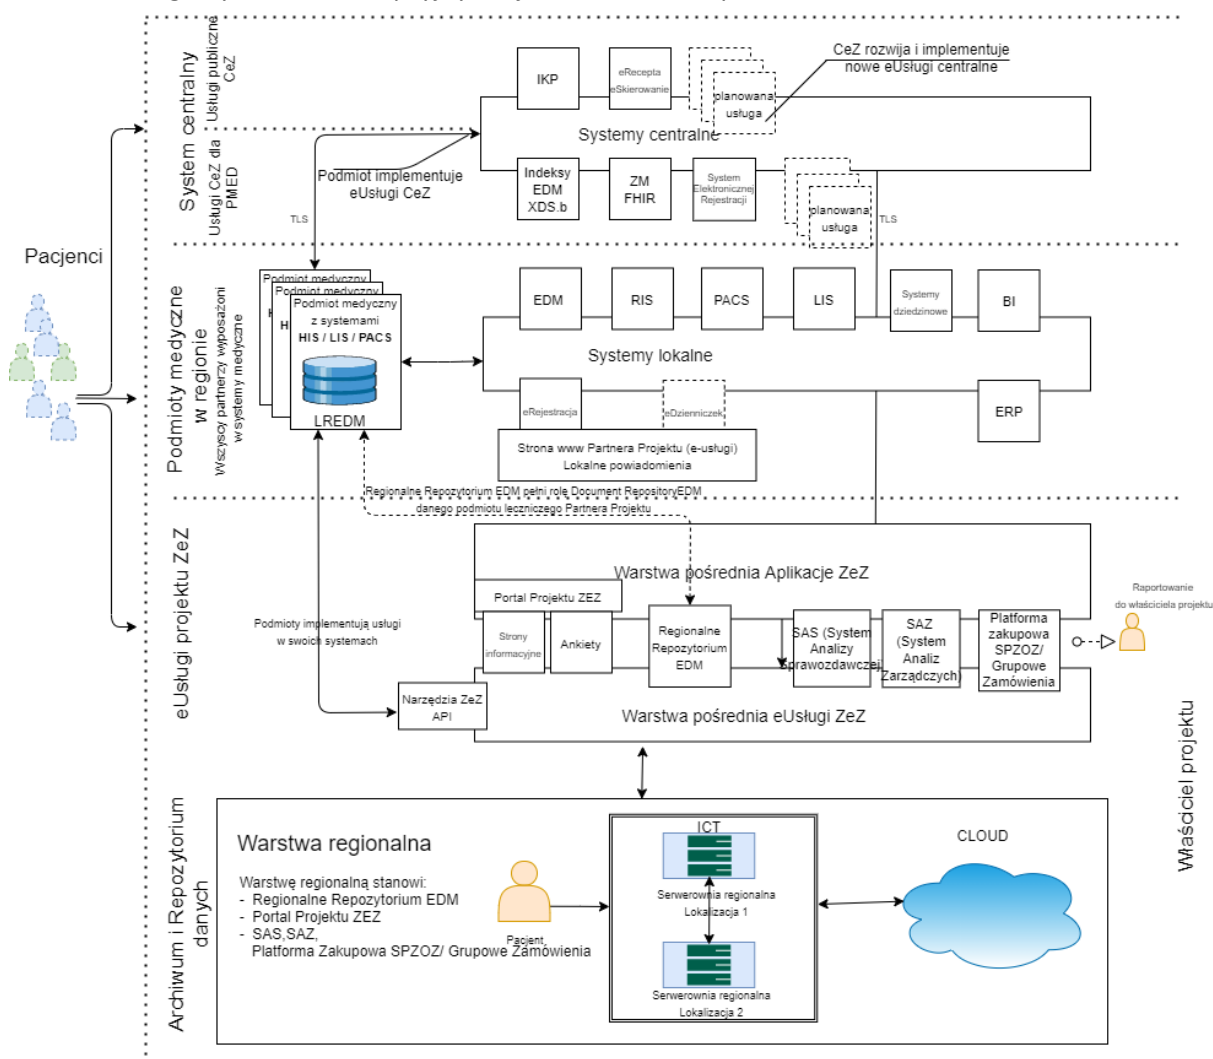 System centralny
Usługi publiczne
CeZ
IKP
eRecepta
eSkierowanie
planowana
usługa
CeZ rozwija i implementuje
nowe eUsługi centralne
Systemy centralne
Usługi CeZ dla
PMED
Podmiot implementuje
eUsługi CeZ
Indeksy
EDM
XDS.b
ZM
FHIR
System
Elektronicznej
Rejestracji
planowana
usługa
TLS
TLS
Pacjenci
Podmioty medyczne
w regionie
Wszyscy partnerzy wyposażoni
w systemy medyczne
Podmiot medyczny
Podmiot medyczny
Podmiot medyczny
z systemami
HIS / LIS / PACS
H
H
LREDM
EDM
RIS
PACS
LIS
Systemy
dziedzinowe
BI
Systemy lokalne
eRejestracja
eDzienniczek
ERP
Strona www Partnera Projektu (e-usługi)
Lokalne powiadomienia
Regionalne Repozytorium EDM pełni rolę Document RepositoryEDM
danego podmiotu leczniczego Partnera Projektu
eUsługi projektu ZeZ
Warstwa pośrednia Aplikacje ZeZ
Portal Projektu ZEZ
Strony
informacyjne
Ankiety
Regionalne
Repozytorium
EDM
SAS (System
Analizy
Sprawozdawczej
SAZ
(System
Analiz
Zarządczych)
Platforma
zakupowa
SPZOZ/
Grupowe
Zamówienia
Raportowanie
do właściciela projektu
Podmioty implementują usługi
w swoich systemach
Narzędzia ZeZ
API
Warstwa pośrednia eUsługi ZeZ
Właściciel projektu
Archiwum i Repozytorium
danych
Warstwa regionalna
Warstwę regionalną stanowi:
- Regionalne Repozytorium EDM
- Portal Projektu ZEZ
- SAS,SAZ,
Platforma Zakupowa SPZOZ/ Grupowe Zamówienia
Pacjent
ICT
Serwerownia regionalna
Lokalizacja 1
Serwerownia regionalna
Lokalizacja 2
CLOUD